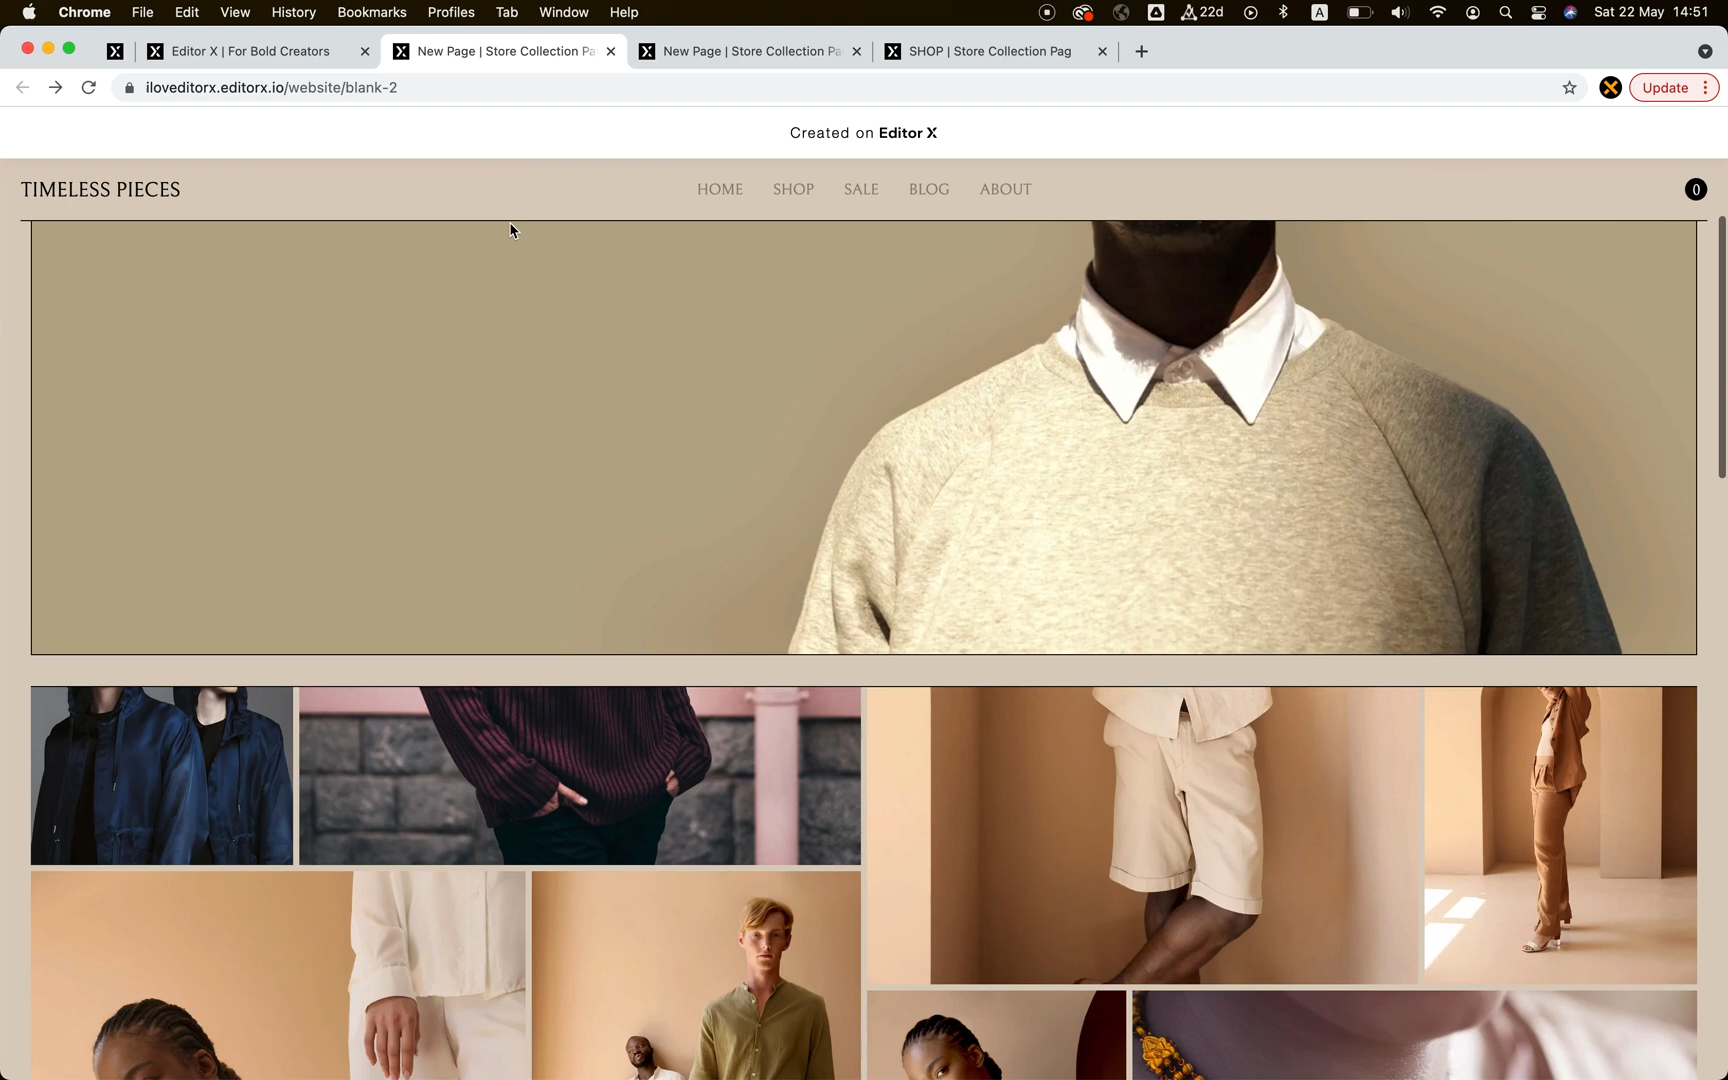 Chrome File Edit View History Bookmarks Profiles Tab Window Help
A 22d A Sat 22 May 14:51
Editor X | For Bold Creators
New Page | Store Collection Pa
New Page | Store Collection Pa
SHOP | Store Collection Pag
iloveditorx.editorx.io/website/blank-2
Update
Created on Editor X
TIMELESS PIECES HOME SHOP SALE BLOG ABOUT 0